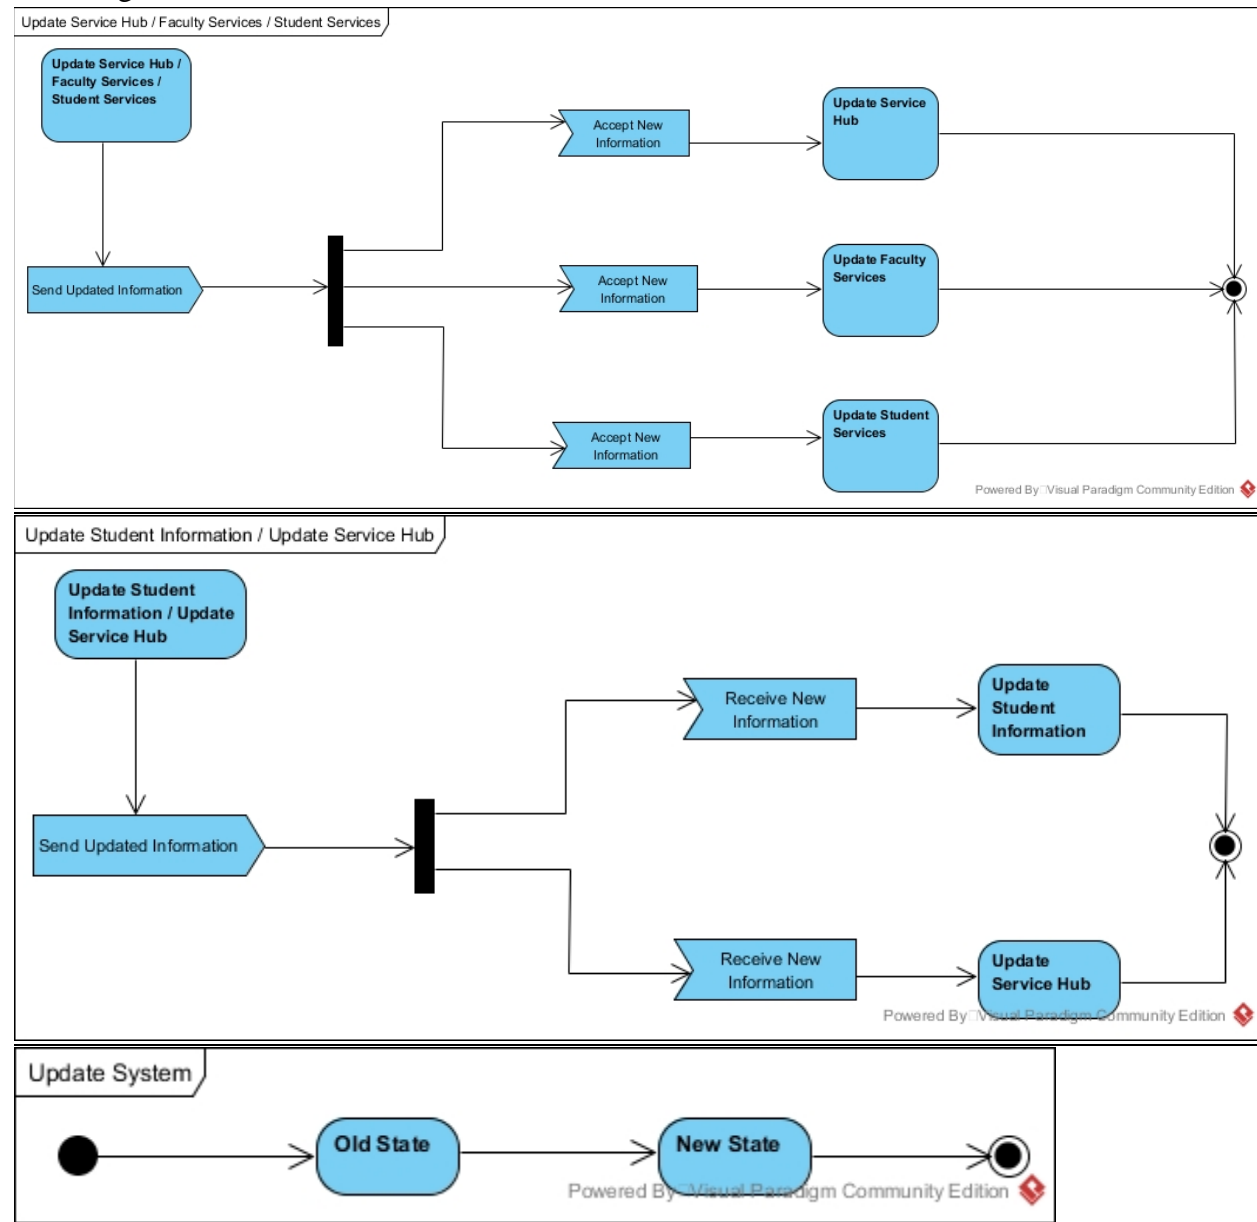 Update Service Hub / Faculty Services / Student Services
Update Service Hub /
Faculty Services /
Student Services
Send Updated Information
Accept New
Information
Update Service
Hub
Accept New
Information
Update Faculty
Services
Accept New
Information
Update Student
Services
Powered By Visual Paradigm Community Edition
Update Student Information / Update Service Hub
Update Student
Information / Update
Service Hub
Send Updated Information
Receive New
Information
Update
Student
Information
Receive New
Information
Update
Service Hub
Powered By Visual Paradigm Community Edition
Update System
Old State
New State
Powered By Visual Paradigm Community Edition